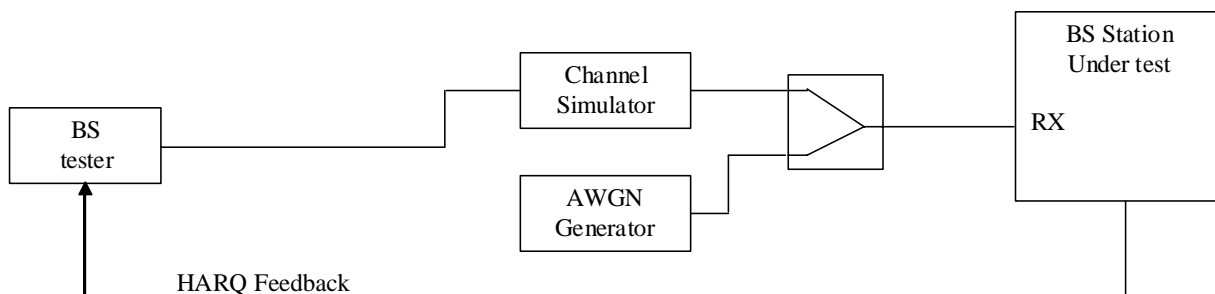 BS Station
Under test
Channel
Simulator
BS
tester
RX
AWGN
Generator
HARQ Feedback